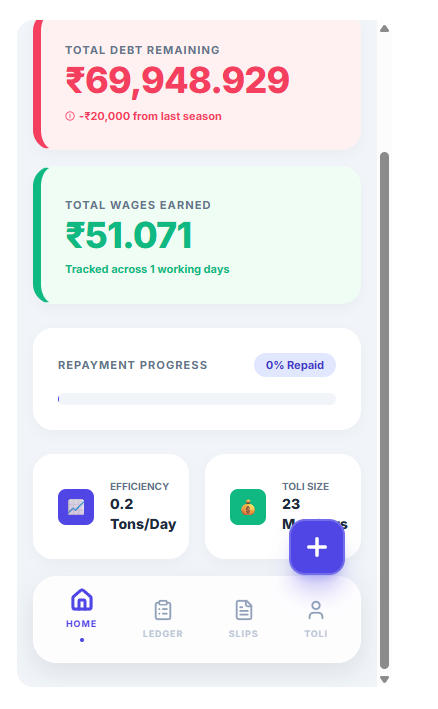 TOTAL DEBT REMAINING
₹69,948.929
-₹20,000 from last season
TOTAL WAGES EARNED
₹51.071
Tracked across 1 working days
REPAYMENT PROGRESS
0% Repaid
EFFICIENCY
0.2
Tons/Day
TOLI SIZE
23
HOME
LEDGER
SLIPS
TOLI